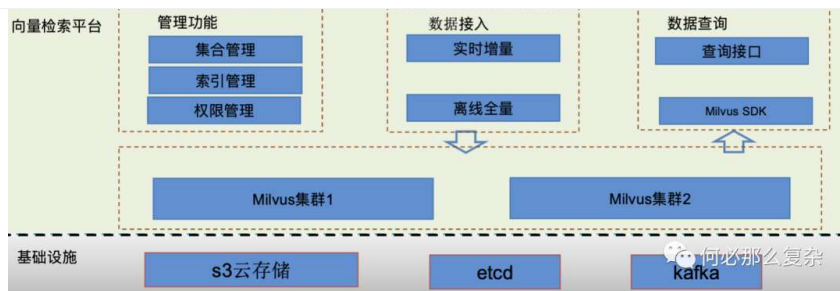 向量检索平台
管理功能
集合管理
索引管理
权限管理
数据接入
实时增量
离线全量
数据查询
查询接口
Milvus SDK
Milvus集群1
Milvus集群2
基础设施
s3云存储
etcd
kafka
何必那么复杂